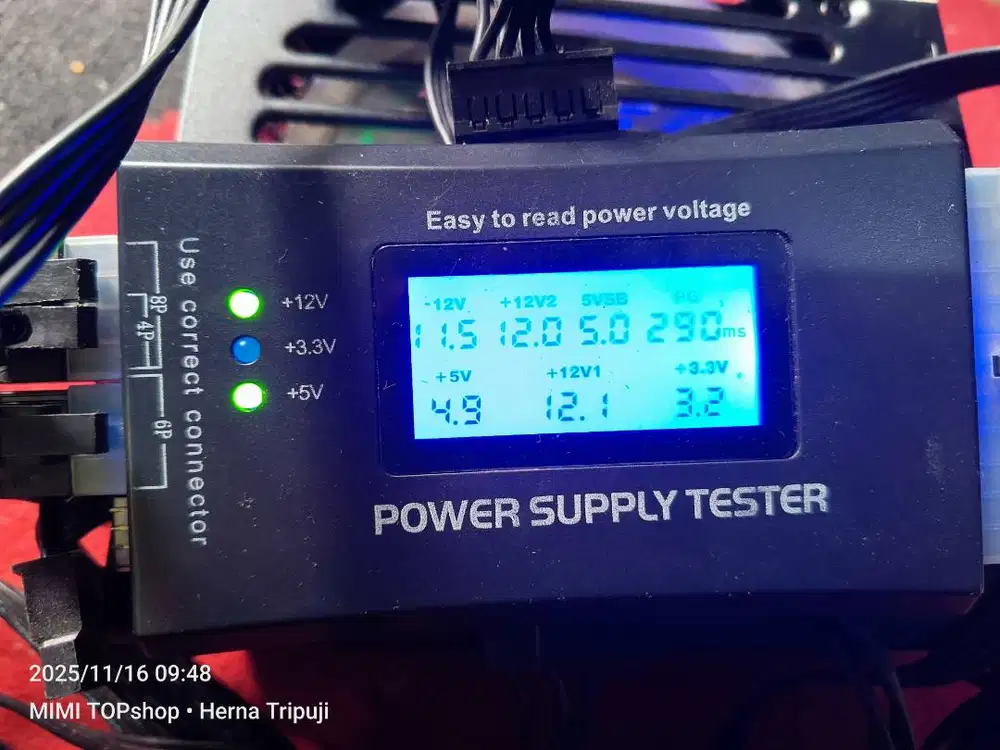 Easy to read power voltage
Use correct connector
8P
4P
6P
+12V
+3.3V
+5V
-12V +12V2 5VSB PG
11.5 12.0 5.0 290ms
+5V +12V1 +3.3V
4.9 12.1 3.2
POWER SUPPLY TESTER
2025/11/16 09:48
MIMI TOPshop • Herna Tripuji